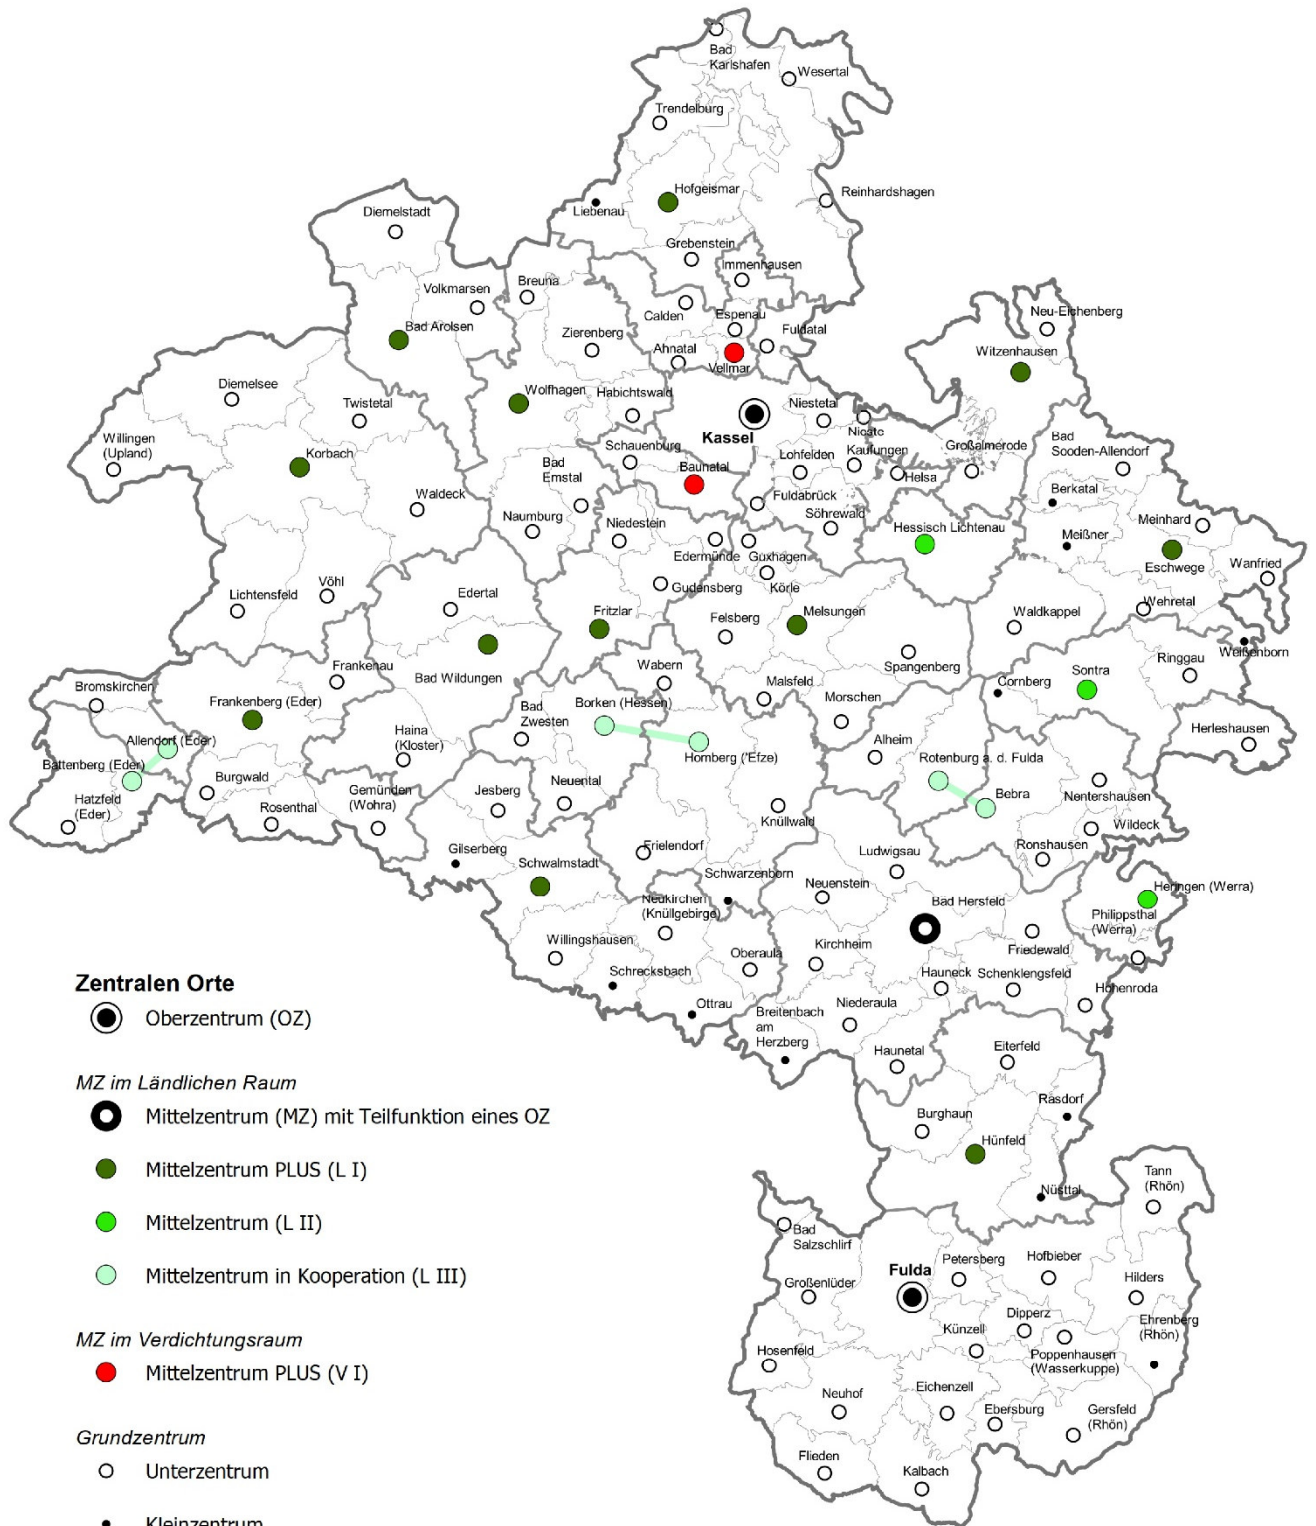 Bad
Karlshafen
Wesertal
Trendelburg
Hofgeismar
Reinhardshagen
Liebenau
Diemelstadt
Grebenstein
Immenhausen
Breuna
Volkmarsen
Calden
Espenau
Neu-Eichenberg
Bad Arolsen
Zierenberg
Fuldatal
Ahnatal
Vellmar
Witzenhausen
Diemelsee
Wolfhagen
Habichtswald
Twistetal
Niestetal
Kassel
Nieste
Willingen
(Upland)
Schauenburg
Großalmerode
Bad
Sooden-Allendorf
Korbach
Lohfelden
Kaufungen
Bad
Emstal
Baunatal
Helsa
Berkatal
Waldeck
Fuldabrück
Naumburg
Niedestein
Söhrewald
Hessisch Lichtenau
Meinhard
Meißner
Edermünde
Guxhagen
Eschwege
Wanfried
Vöhl
Gudensberg
Körle
Lichtensfeld
Edertal
Wehretal
Fritzlar
Felsberg
Melsungen
Waldkappel
Weißenborn
Frankenau
Wabern
Spangenberg
Sontra
Ringgau
Bad Wildungen
Malsfeld
Cornberg
Bromskirchen
Morschen
Frankenberg (Eder)
Borken (Hessen)
Bad
Zwesten
Herleshausen
Haina
(Kloster)
Allendorf (Eder)
Alheim
Homberg ('Efze)
Rotenburg a. d. Fulda
Battenberg (Eder)
Burgwald
Neuental
Gemünden
(Wohra)
Jesberg
Bebra
Nentershausen
Hatzfeld
(Eder)
Rosenthal
Knüllwald
Wildeck
Gilserberg
Frielendorf
Ludwigsau
Ronshausen
Schwalmstadt
Schwarzenborn
Neuenstein
Heringen (Werra)
Neukirchen
(Knüllgebirge)
Bad Hersfeld
Philippsthal
(Werra)
Willingshausen
Kirchheim
Friedewald
Oberaula
Schrecksbach
Hauneck
Schenklengsfeld
Hohenroda
Ottrau
Niederaula
Breitenbach
am
Herzberg
Haunetal
Eiterfeld
Rasdorf
Burghaun
Hünfeld
Nüsttal
Tann
(Rhön)
Bad
Salzschlirf
Petersberg
Hofbieber
Fulda
Großenlüder
Hilders
Dipperz
Ehrenberg
(Rhön)
Künzell
Hosenfeld
Poppenhausen
(Wasserkuppe)
Eichenzell
Neuhof
Ebersburg
Gersfeld
(Rhön)
Flieden
Kalbach
Zentralen Orte
Oberzentrum (OZ)
MZ im Ländlichen Raum
Mittelzentrum (MZ) mit Teilfunktion eines OZ
Mittelzentrum PLUS (L I)
Mittelzentrum (L II)
Mittelzentrum in Kooperation (L III)
MZ im Verdichtungsraum
Mittelzentrum PLUS (V I)
Grundzentrum
Unterzentrum
Kleinzentrum